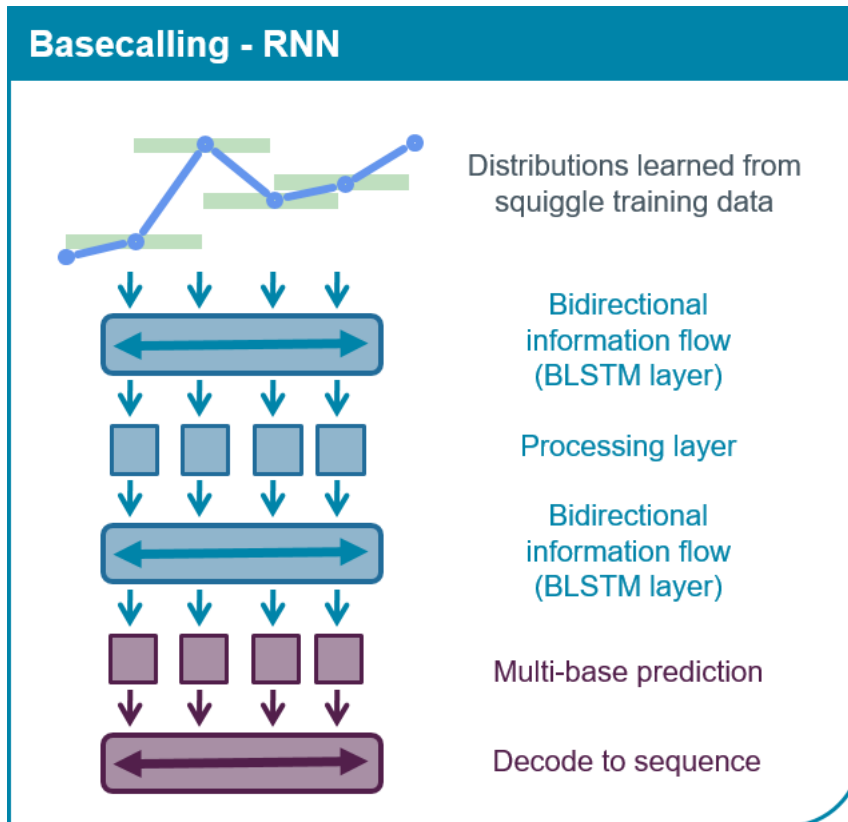 Basecalling - RNN
Distributions learned from
squiggle training data
Bidirectional
information flow
(BLSTM layer)
Processing layer
Bidirectional
information flow
(BLSTM layer)
Multi-base prediction
Decode to sequence